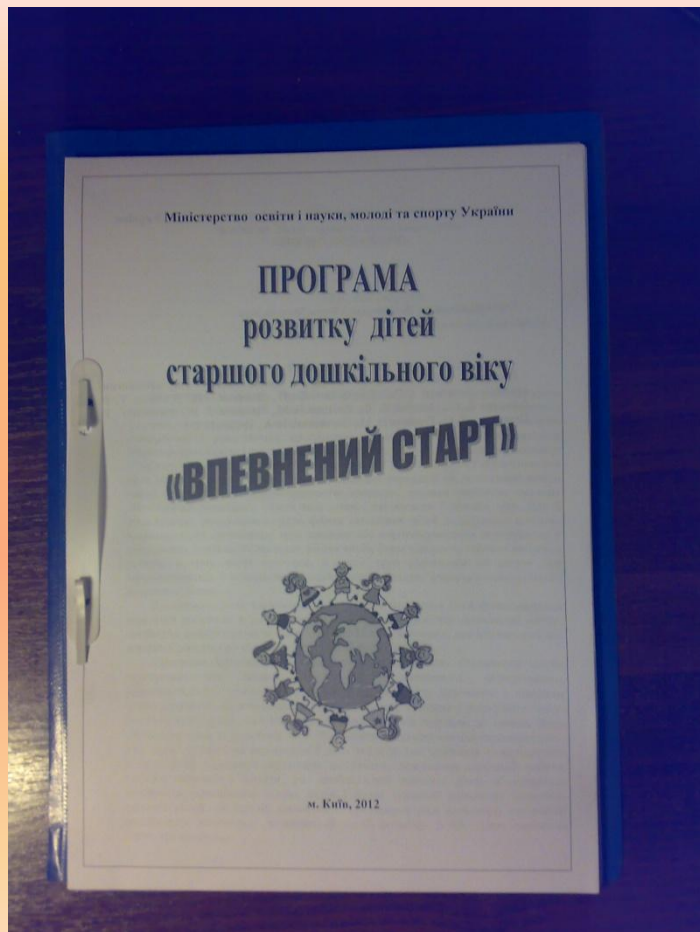 Міністерство освіти і науки, молоді та спорту України
ПРОГРАМА
розвитку дітей
старшого дошкільного віку
«ВПЕВНЕНИЙ СТАРТ»
м. Київ, 2012